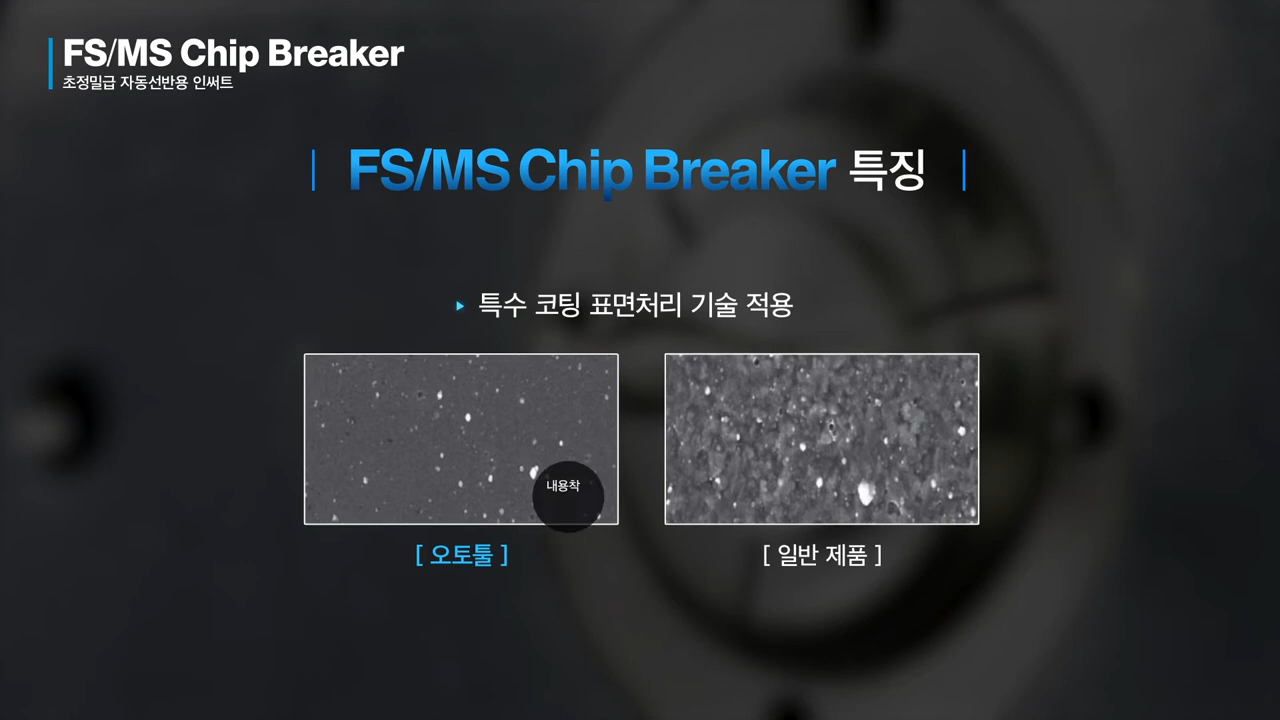 FS/MS Chip Breaker
초정밀급 자동선반용 인써트
FS/MS Chip Breaker 특징
특수 코팅 표면처리 기술 적용
내용착
[ 오토툴 ]
[ 일반 제품 ]